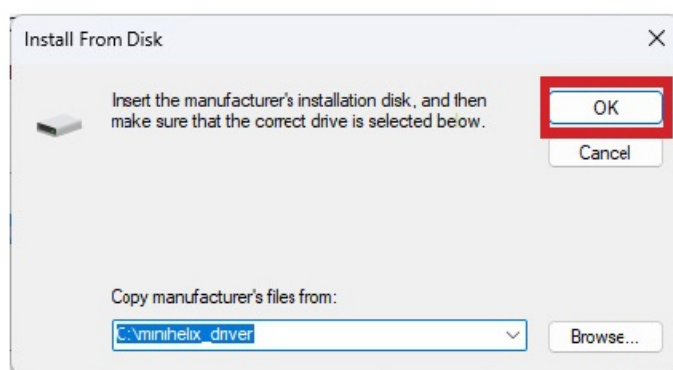 Install From Disk
Insert the manufacturer's installation disk, and then
make sure that the correct drive is selected below.
OK
Cancel
Copy manufacturer's files from:
C:\minihelix_driver
Browse...